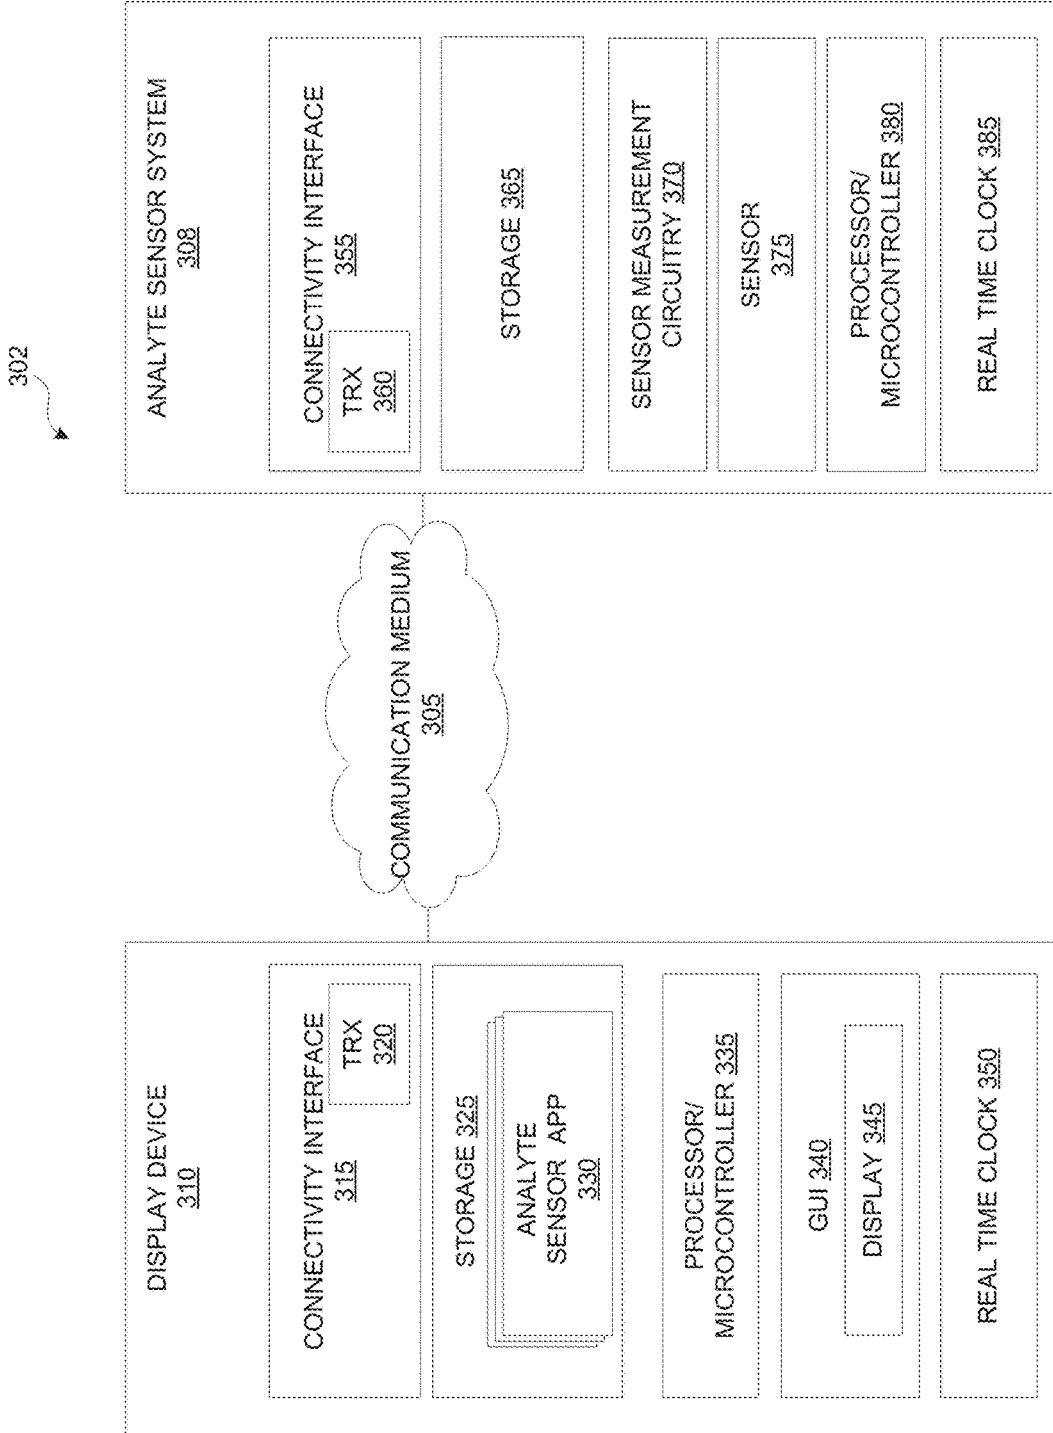 302
DISPLAY DEVICE
310
CONNECTIVITY INTERFACE
315
TRX
320
STORAGE 325
ANALYTE
SENSOR APP
330
PROCESSOR/
MICROCONTROLLER 335
GUI 340
DISPLAY 345
REAL TIME CLOCK 350
COMMUNICATION MEDIUM
305
ANALYTE SENSOR SYSTEM
308
CONNECTIVITY INTERFACE
355
TRX
360
STORAGE 365
SENSOR MEASUREMENT
CIRCUITRY 370
SENSOR
375
PROCESSOR/
MICROCONTROLLER 380
REAL TIME CLOCK 385